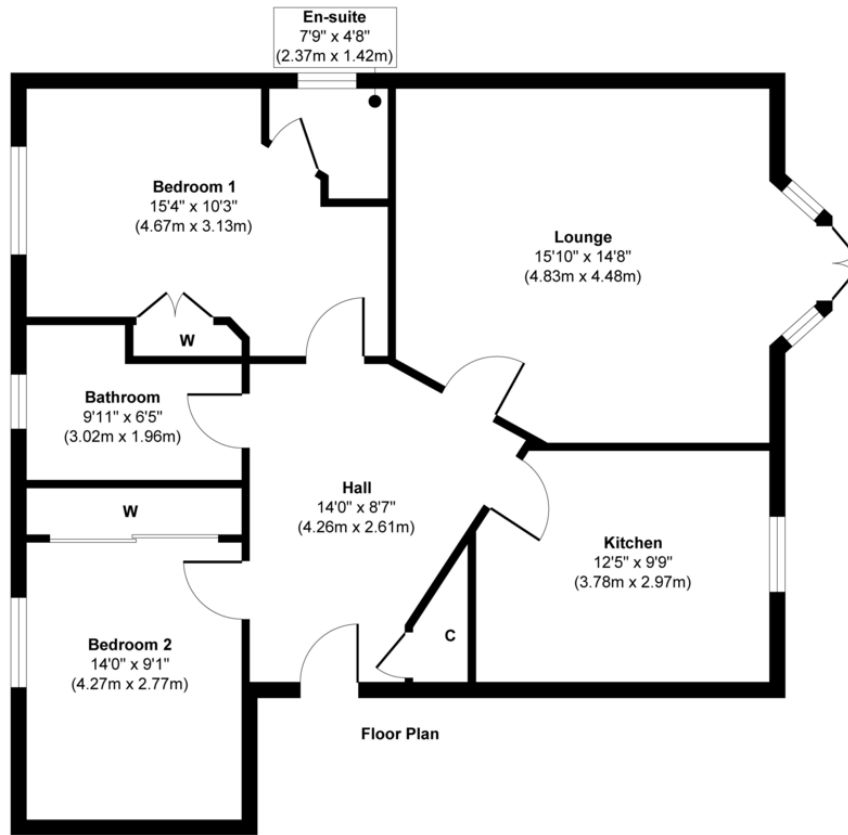 En-suite
7'9" x 4'8"
(2.37m x 1.42m)
Bedroom 1
15'4" x 10'3"
(4.67m x 3.13m)
Lounge
15'10" x 14'8"
(4.83m x 4.48m)
W
Bathroom
9'11" x 6'5"
(3.02m x 1.96m)
W
Hall
14'0" x 8'7"
(4.26m x 2.61m)
Kitchen
12'5" x 9'9"
(3.78m x 2.97m)
Bedroom 2
14'0" x 9'1"
(4.27m x 2.77m)
C
Floor Plan